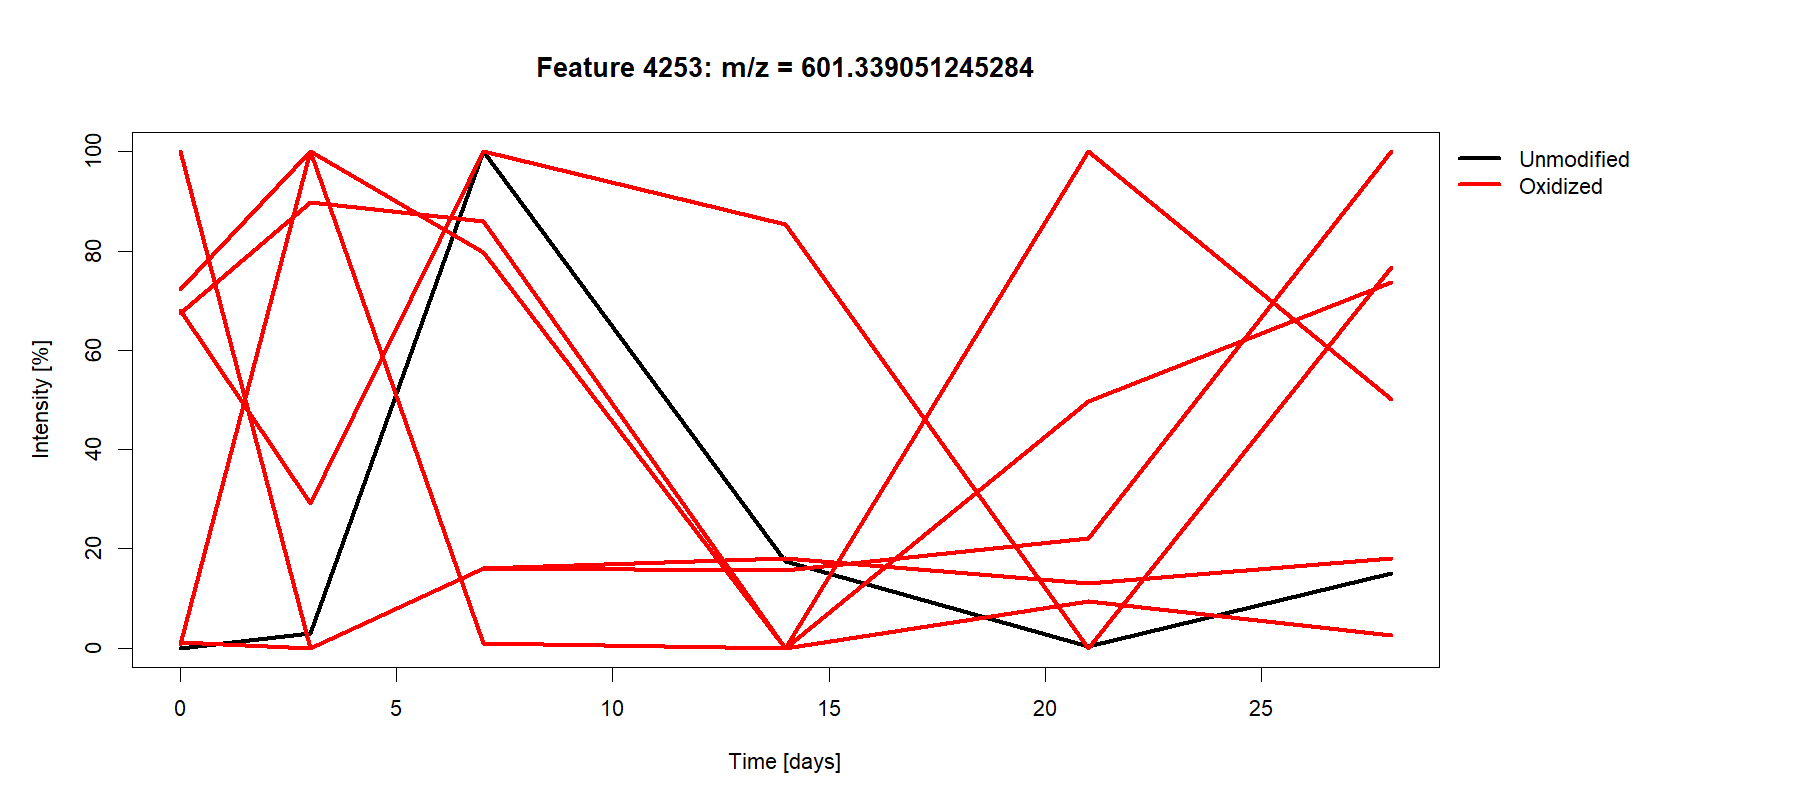 Feature 4253: m/z = 601.339051245284
Unmodified
Oxidized
Intensity [%]
100
80
60
40
20
0
0 5 10 15 20 25
Time [days]